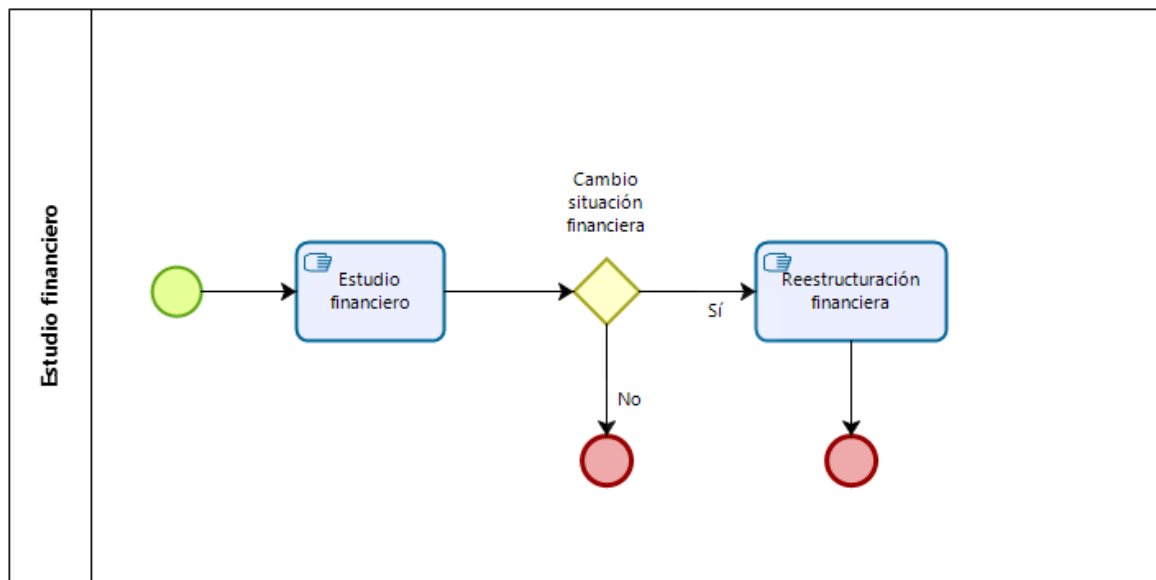 Estudio financiero
Estudio
financiero
Cambio
situación
financiera
Sí
No
Reestructuración
financiera